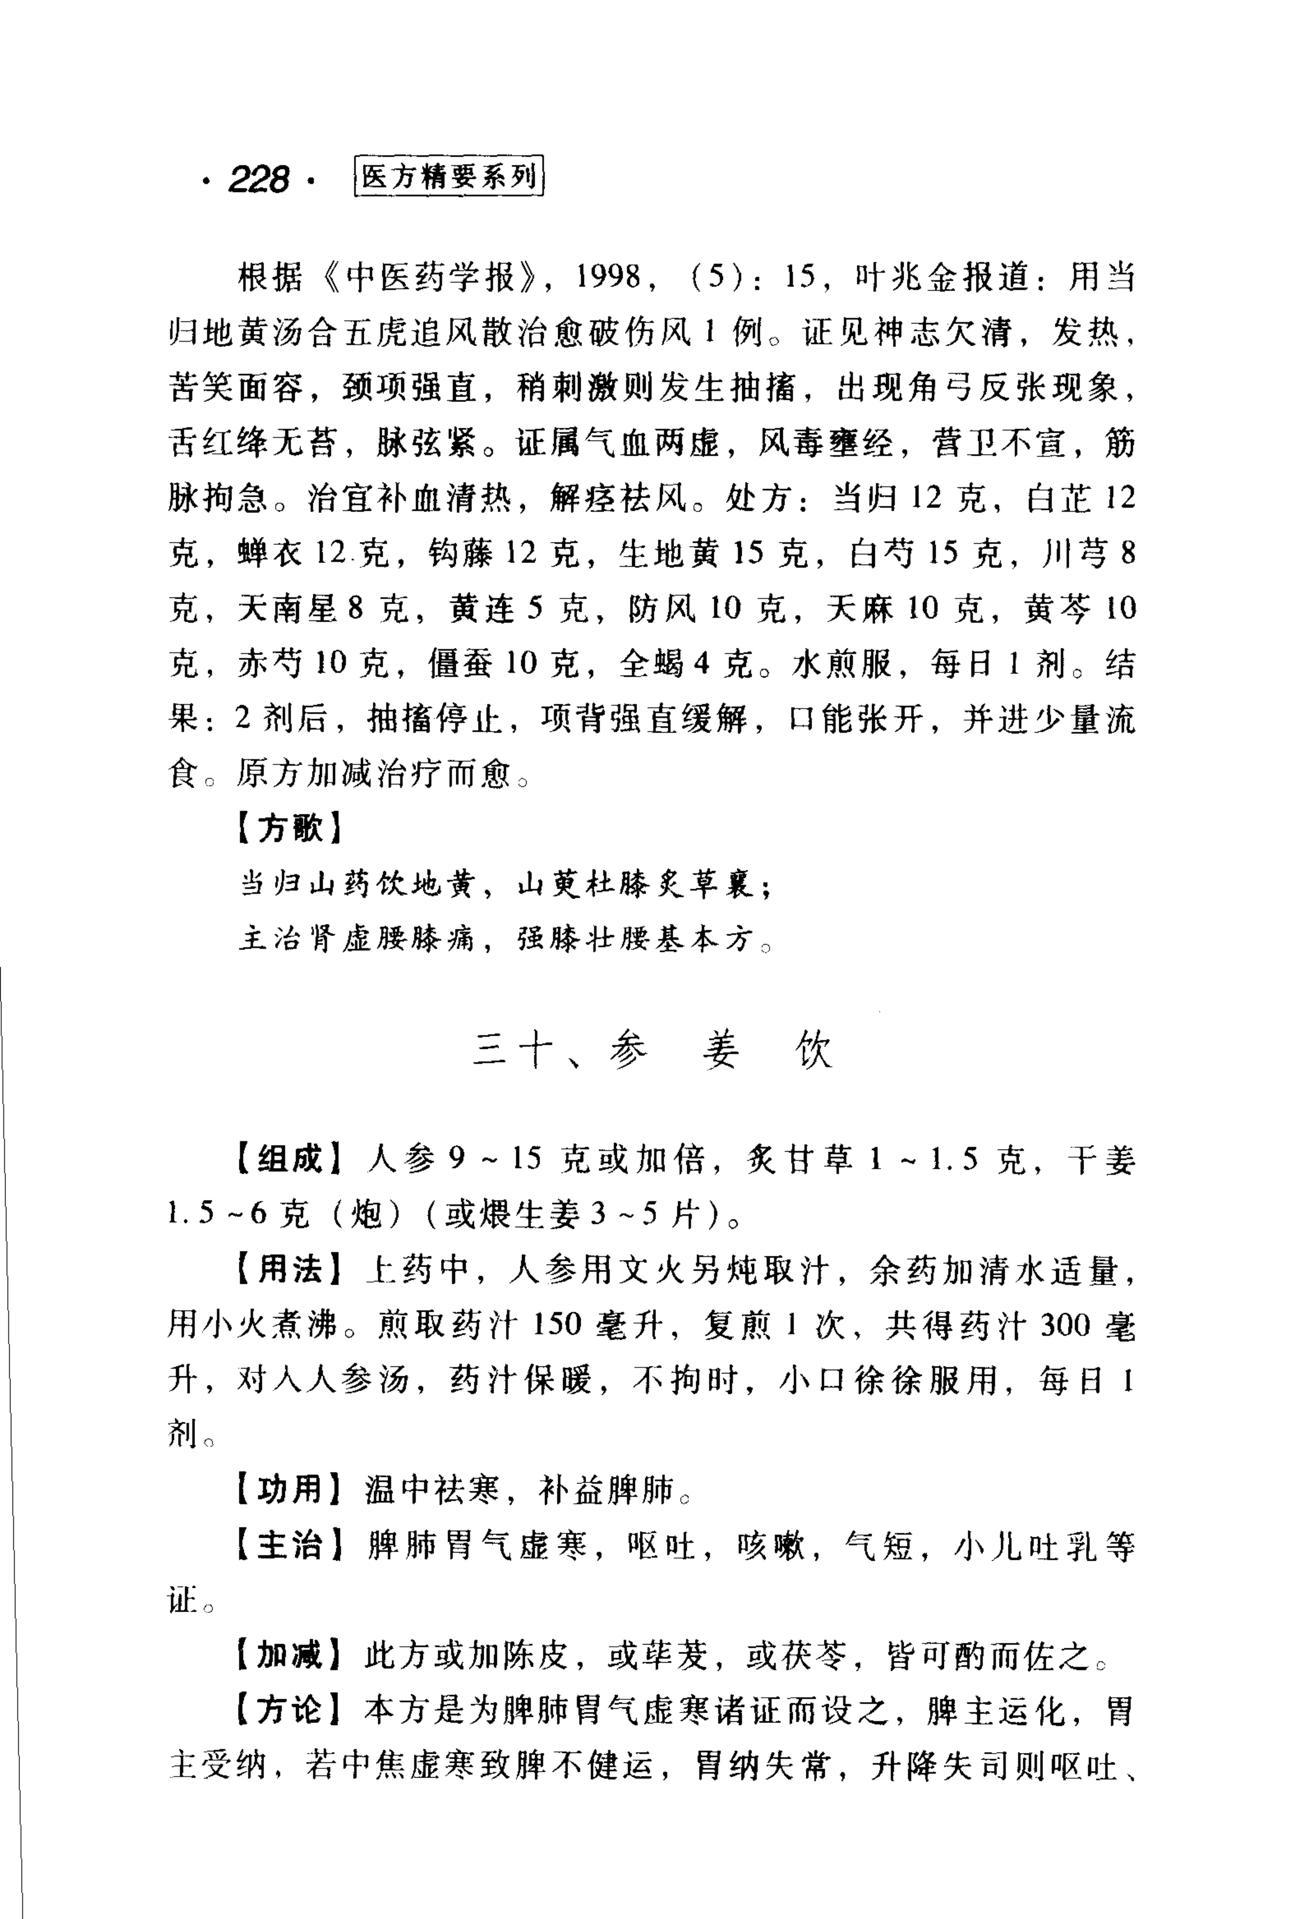 · 228 · 医方精要系列
根据《中医药学报》，1998，（5）：15，叶兆金报道：用当
归地黄汤合五虎追风散治愈破伤风 1 例。证见神志欠清，发热，
苦笑面容，颈项强直，稍刺激则发生抽搐，出现角弓反张现象，
舌红绛无苔，脉弦紧。证属气血两虚，风毒壅经，营卫不宣，筋
脉拘急。治宜补血清热，解痉祛风。处方：当归 12 克，白芷 12
克，蝉衣 12 克，钩藤 12 克，生地黄 15 克，白芍 15 克，川芎 8
克，天南星 8 克，黄连 5 克，防风 10 克，天麻 10 克，黄芩 10
克，赤芍 10 克，僵蚕 10 克，全蝎 4 克。水煎服，每日 1 剂。结
果：2 剂后，抽搐停止，项背强直缓解，口能张开，并进少量流
食。原方加减治疗而愈。
【方歌】
当归山药饮地黄，山萸杜膝炙草襄；
主治肾虚腰膝痛，强膝壮腰基本方。
三十、参 姜 饮
【组成】人参 9 ~ 15 克或加倍，炙甘草 1 ~ 1.5 克，干姜
1.5 ~ 6 克（炮）（或煨生姜 3 ~ 5 片）。
【用法】上药中，人参用文火另炖取汁，余药加清水适量，
用小火煮沸。煎取药汁 150 毫升，复煎 1 次，共得药汁 300 毫
升，对入人参汤，药汁保暖，不拘时，小口徐徐服用，每日 1
剂。
【功用】温中祛寒，补益脾肺。
【主治】脾肺胃气虚寒，呕吐，咳嗽，气短，小儿吐乳等
证。
【加减】此方或加陈皮，或荜茇，或茯苓，皆可酌而佐之。
【方论】本方是为脾肺胃气虚寒诸证而设之，脾主运化，胃
主受纳，若中焦虚寒致脾不健运，胃纳失常，升降失司则呕吐、